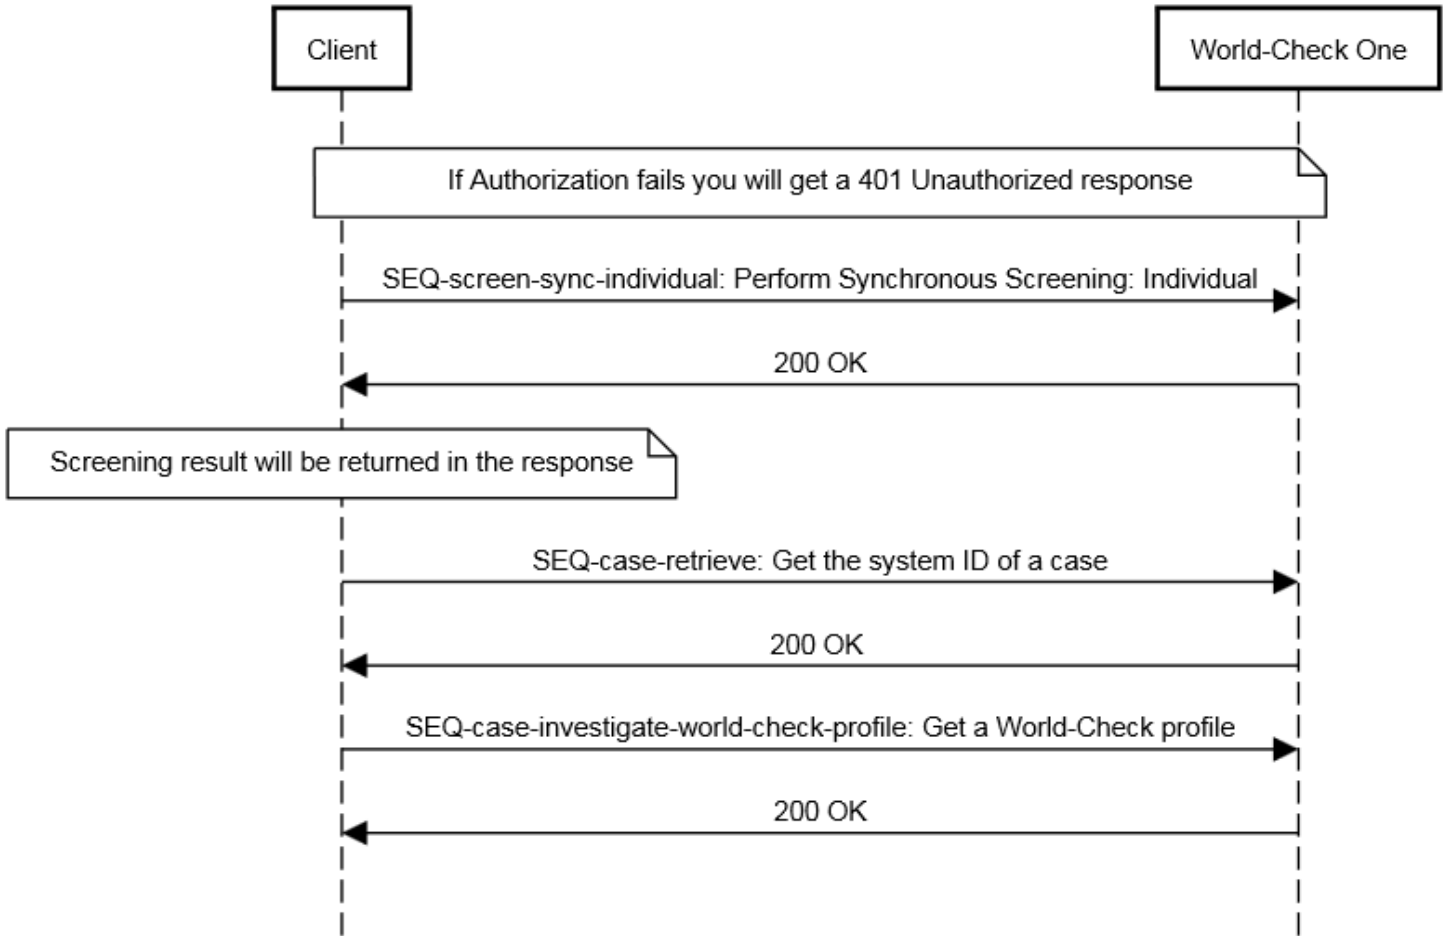 Client
World-Check One
If Authorization fails you will get a 401 Unauthorized response
SEQ-screen-sync-individual: Perform Synchronous Screening: Individual
200 OK
Screening result will be returned in the response
SEQ-case-retrieve: Get the system ID of a case
200 OK
SEQ-case-investigate-world-check-profile: Get a World-Check profile
200 OK